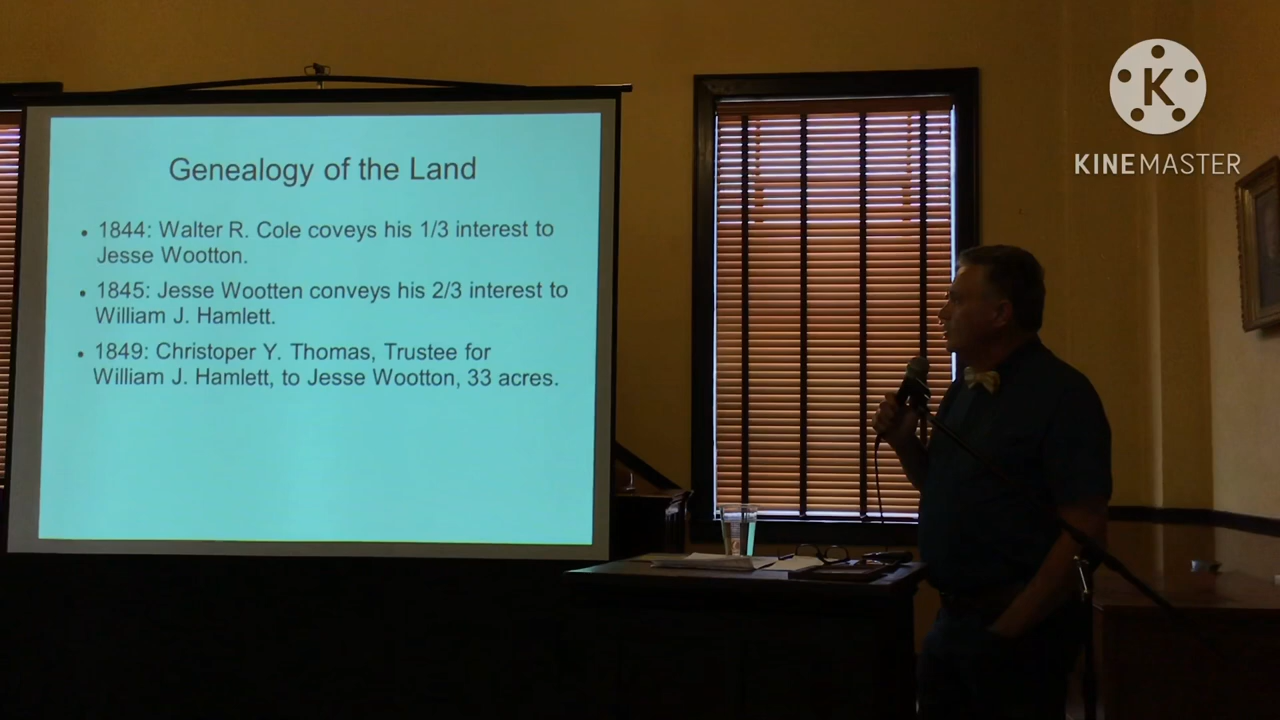 Genealogy of the Land
• 1844: Walter R. Cole coveys his 1/3 interest to
Jesse Wootton.
• 1845: Jesse Wootten conveys his 2/3 interest to
William J. Hamlett.
• 1849: Christoper Y. Thomas, Trustee for
William J. Hamlett, to Jesse Wootton, 33 acres.
K
KINEMASTER